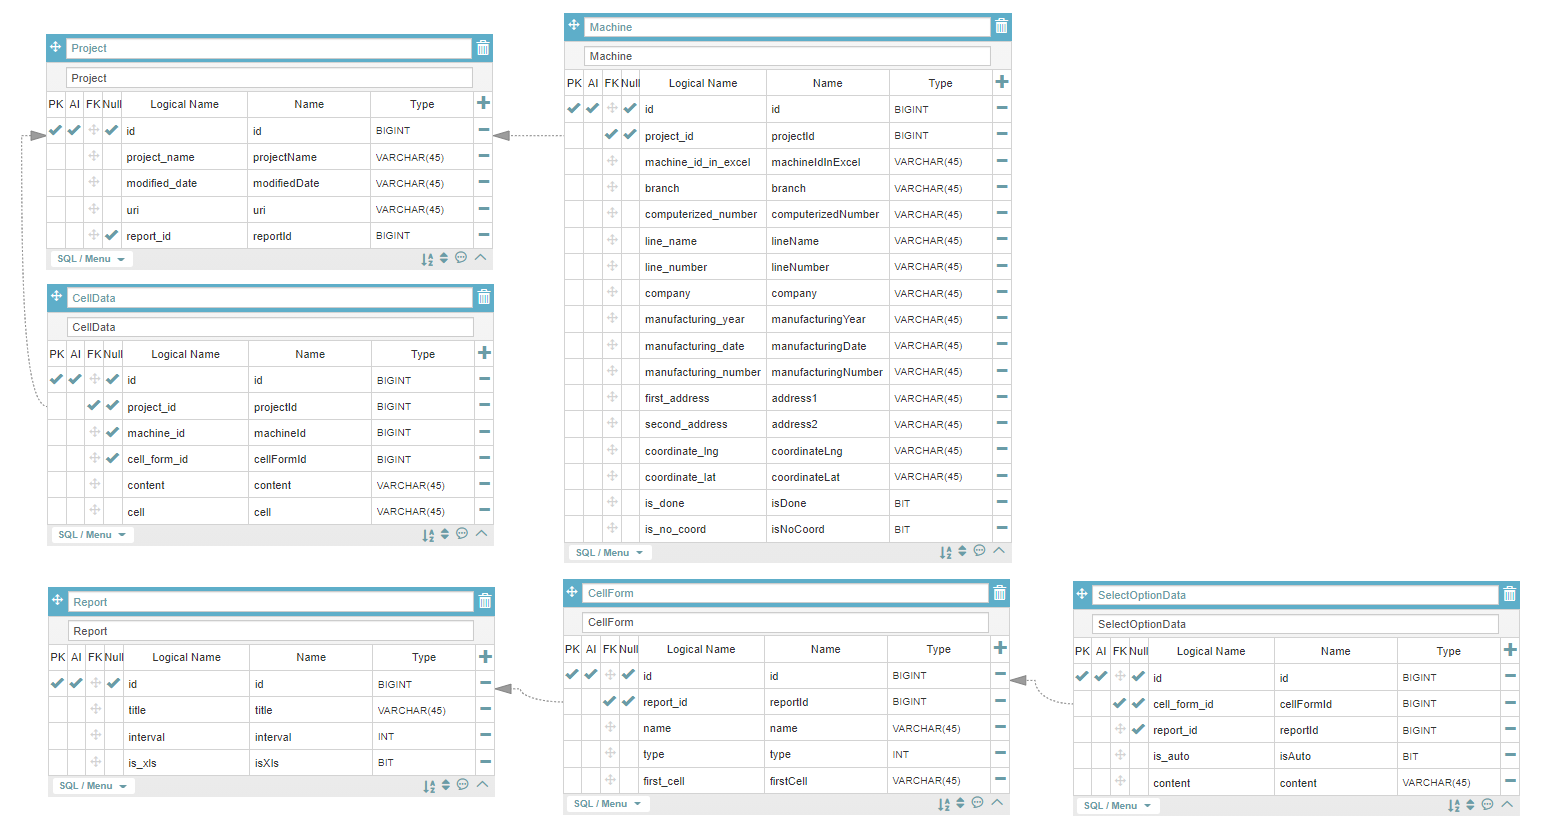 Project
Project
PK AI FK Null Logical Name Name Type
id id BIGINT
project_name projectName VARCHAR(45)
modified_date modifiedDate VARCHAR(45)
uri uri VARCHAR(45)
report_id reportId BIGINT
SQL / Menu
CellData
CellData
PK AI FK Null Logical Name Name Type
id id BIGINT
project_id projectId BIGINT
machine_id machineId BIGINT
cell_form_id cellFormId BIGINT
content content VARCHAR(45)
cell cell VARCHAR(45)
SQL / Menu
Machine
Machine
PK AI FK Null Logical Name Name Type
id id BIGINT
project_id projectId BIGINT
machine_id_in_excel machineIdInExcel VARCHAR(45)
branch branch VARCHAR(45)
computerized_number computerizedNumber VARCHAR(45)
line_name lineName VARCHAR(45)
line_number lineNumber VARCHAR(45)
company company VARCHAR(45)
manufacturing_year manufacturingYear VARCHAR(45)
manufacturing_date manufacturingDate VARCHAR(45)
manufacturing_number manufacturingNumber VARCHAR(45)
first_address address1 VARCHAR(45)
second_address address2 VARCHAR(45)
coordinate_lng coordinateLng VARCHAR(45)
coordinate_lat coordinateLat VARCHAR(45)
is_done isDone BIT
is_no_coord isNoCoord BIT
SQL / Menu
Report
Report
PK AI FK Null Logical Name Name Type
id id BIGINT
title title VARCHAR(45)
interval interval INT
is_xls isXls BIT
SQL / Menu
CellForm
CellForm
PK AI FK Null Logical Name Name Type
id id BIGINT
report_id reportId BIGINT
name name VARCHAR(45)
type type INT
first_cell firstCell VARCHAR(45)
SQL / Menu
SelectOptionData
SelectOptionData
PK AI FK Null Logical Name Name Type
id id BIGINT
cell_form_id cellFormId BIGINT
report_id reportId BIGINT
is_auto isAuto BIT
content content VARCHAR(45)
SQL / Menu